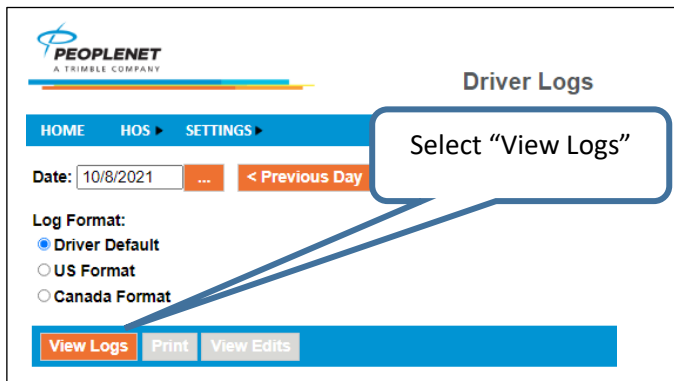 PEOPLENET
A TRIMBLE COMPANY
Driver Logs
HOME HOS SETTINGS
Select “View Logs”
Date: 10/8/2021 ... < Previous Day
Log Format:
Driver Default
US Format
Canada Format
View Logs Print View Edits